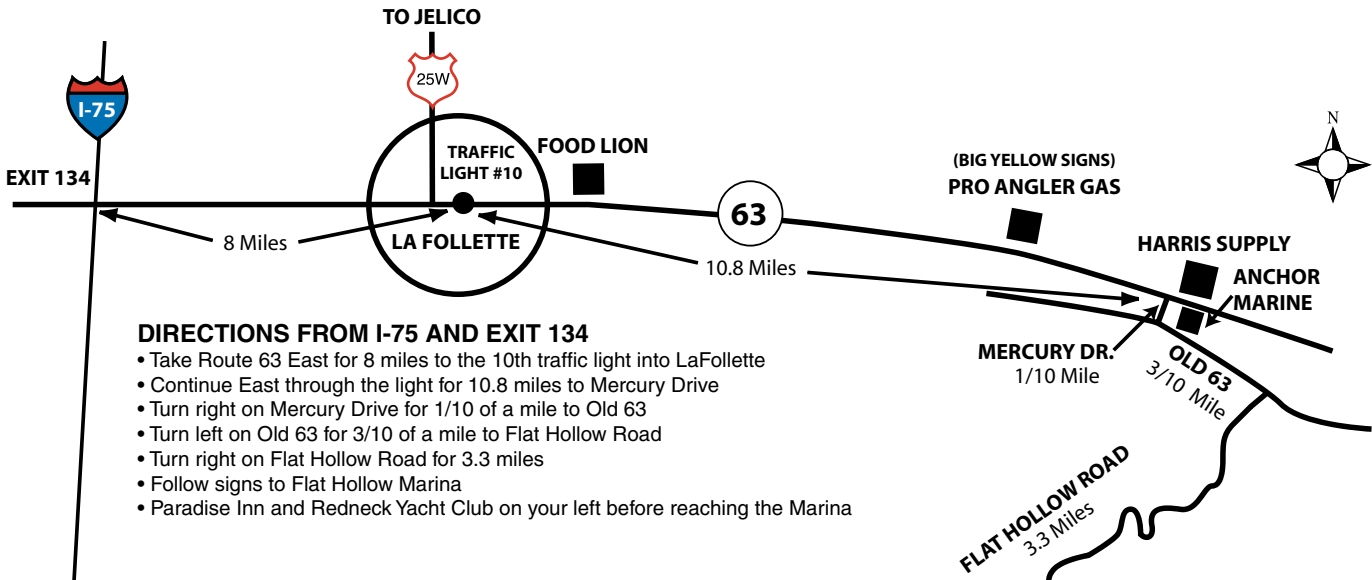 TO JELICO
25W
I-75
EXIT 134
TRAFFIC
LIGHT #10
FOOD LION
LA FOLLETTE
8 Miles
63
10.8 Miles
(BIG YELLOW SIGNS)
PRO ANGLER GAS
N
HARRIS SUPPLY
ANCHOR
MARINE
MERCURY DR.
1/10 Mile
OLD 63
3/10 Mile
FLAT HOLLOW ROAD
3.3 Miles
DIRECTIONS FROM I-75 AND EXIT 134
• Take Route 63 East for 8 miles to the 10th traffic light into LaFollette
• Continue East through the light for 10.8 miles to Mercury Drive
• Turn right on Mercury Drive for 1/10 of a mile to Old 63
• Turn left on Old 63 for 3/10 of a mile to Flat Hollow Road
• Turn right on Flat Hollow Road for 3.3 miles
• Follow signs to Flat Hollow Marina
• Paradise Inn and Redneck Yacht Club on your left before reaching the Marina